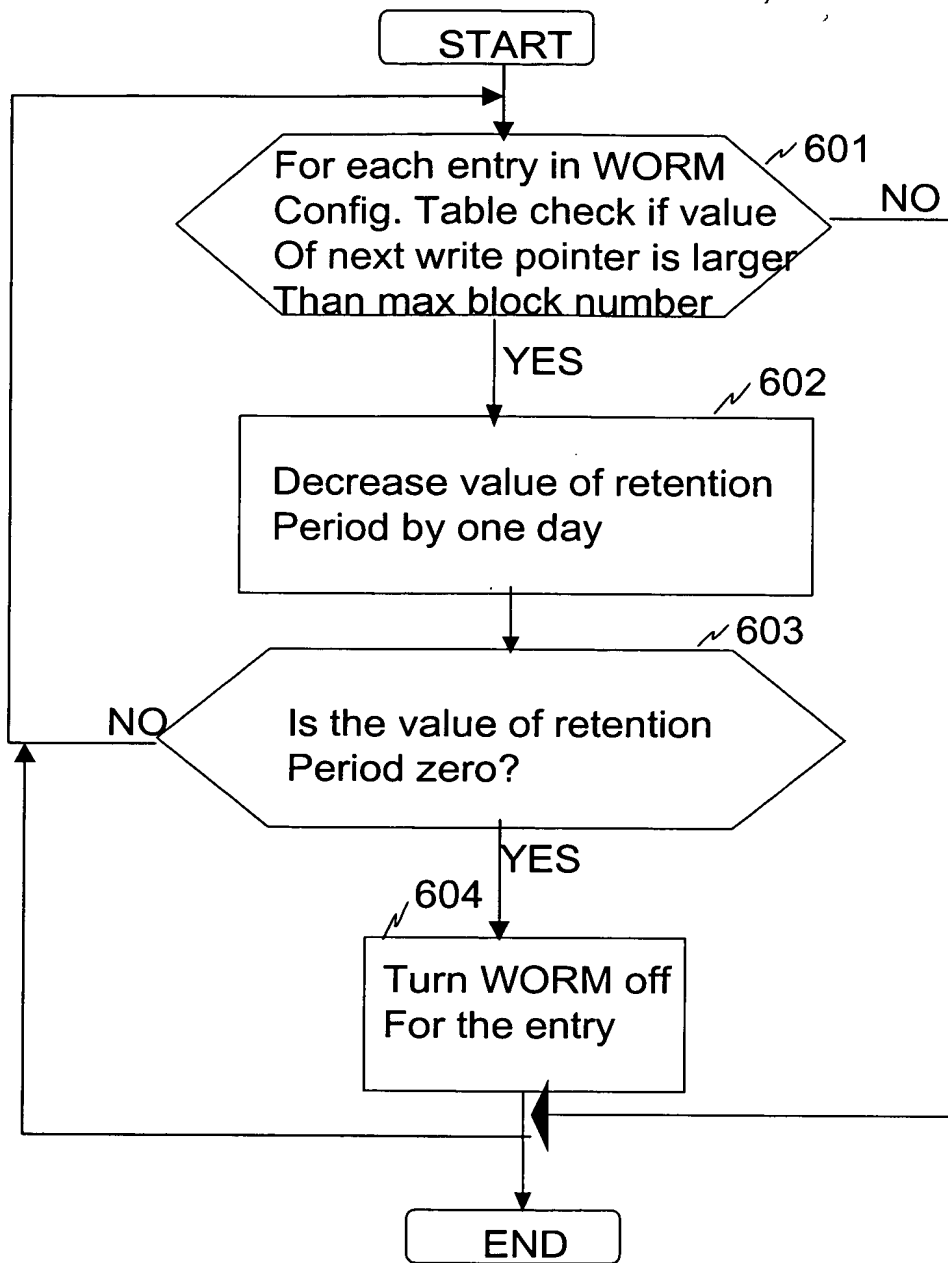 START
601
For each entry in WORM
Config. Table check if value
Of next write pointer is larger
Than max block number
NO
YES
602
Decrease value of retention
Period by one day
603
NO
Is the value of retention
Period zero?
YES
604
Turn WORM off
For the entry
END